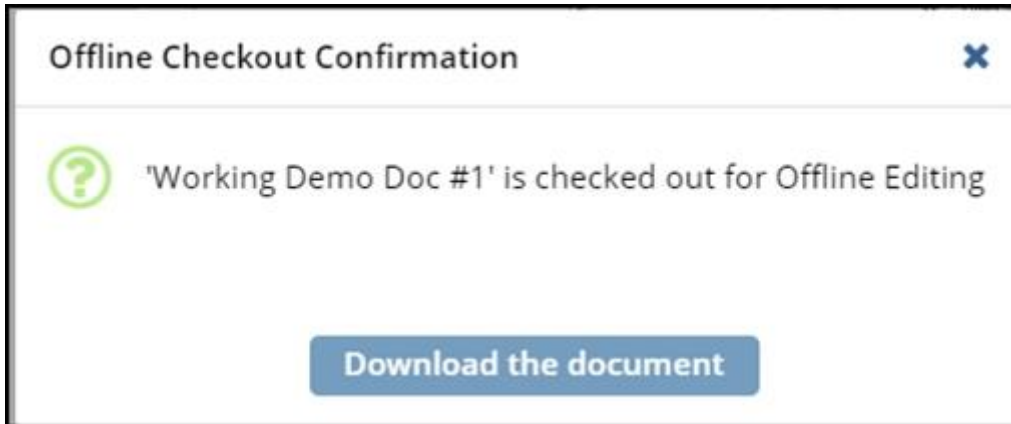 Offline Checkout Confirmation
'Working Demo Doc #1' is checked out for Offline Editing
Download the document